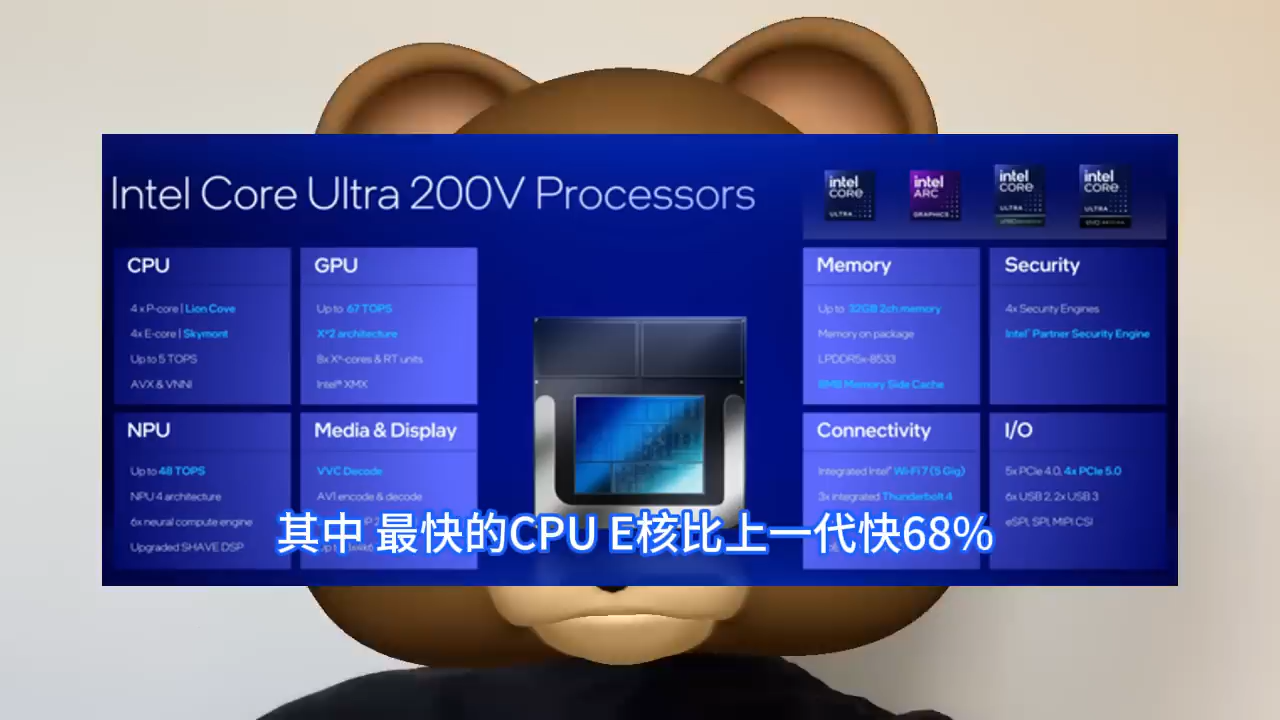 Intel Core Ultra 200V Processors
intel CORE ULTRA
intel ARC GRAPHICS
intel CORE ULTRA
intel CORE ULTRA
CPU
4 x P-core | Lion Cove
4x E-core | Skymont
Up to 5 TOPS
AVX & VNNI
GPU
Up to 67 TOPS
Xe2 architecture
8x Xe-cores & RT units
Intel® XMX
Memory
Up to 32GB 2ch memory
Memory on package
LPDDR5x-8533
8MB Memory Side Cache
Security
4x Security Engines
Intel® Partner Security Engine
NPU
Up to 48 TOPS
NPU 4 architecture
6x neural compute engine
Upgraded SHAVE DSP
Media & Display
VVC Decode
AV1 encode & decode
Connectivity
Integrated Intel® Wi-Fi 7 (5 Gig)
3x integrated Thunderbolt 4
I/O
5x PCIe 4.0, 4x PCIe 5.0
6x USB 2, 2x USB 3
eSPI, SPI, MIPI CSI
其中 最快的CPU E核比上一代快68%